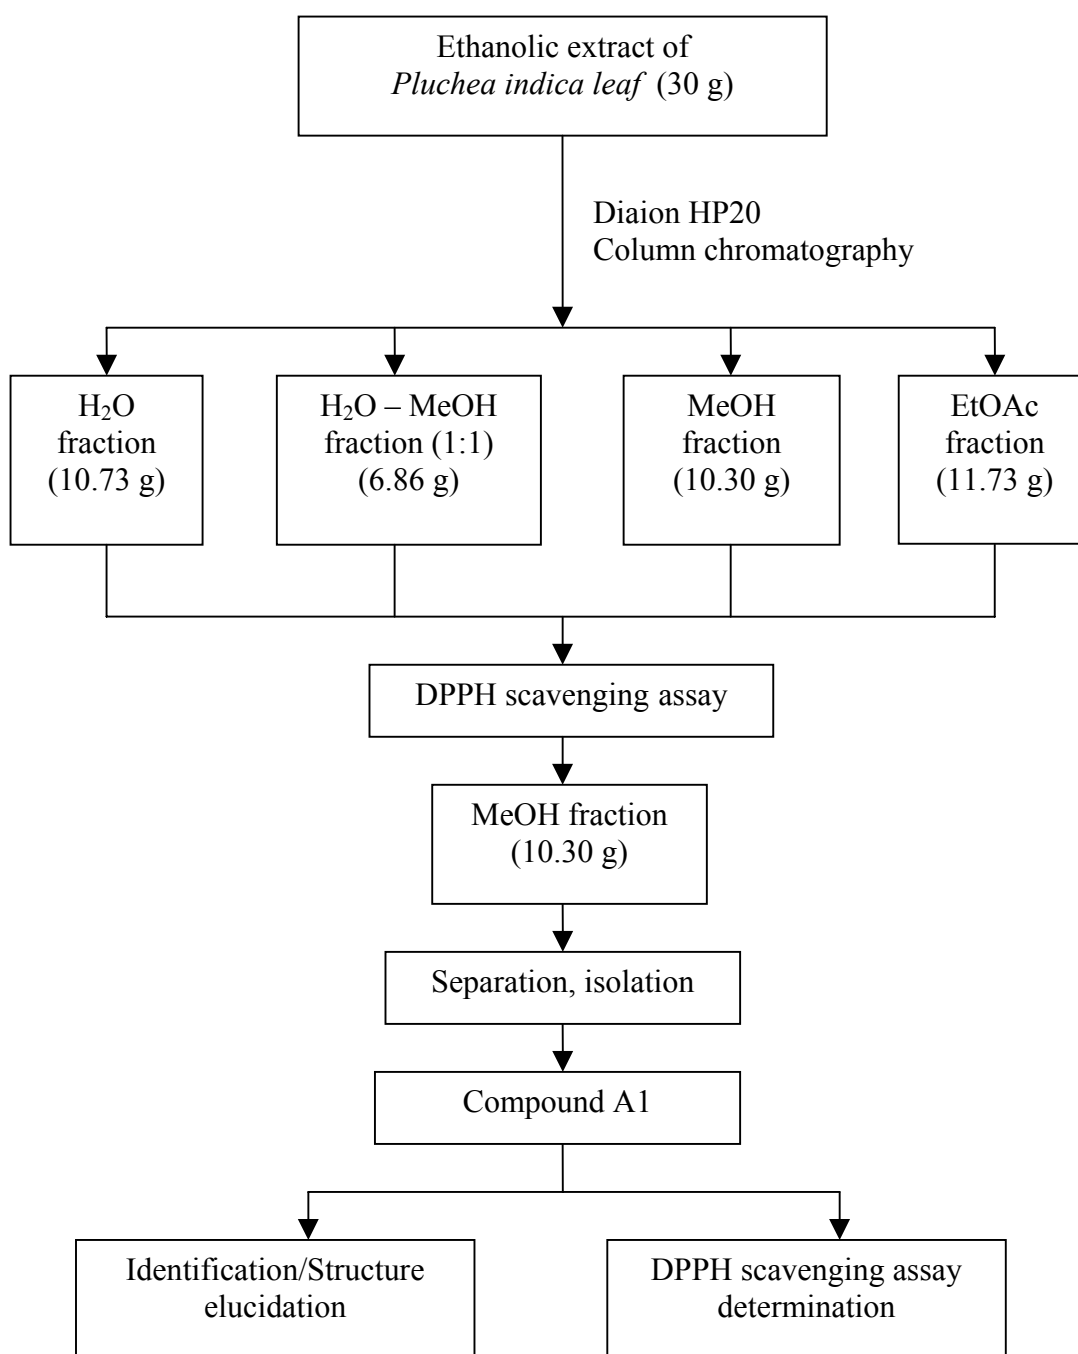 Ethanolic extract of
Pluchea indica leaf (30 g)
Diaion HP20
Column chromatography
H₂O
fraction
(10.73 g)
H₂O – MeOH
fraction (1:1)
(6.86 g)
MeOH
fraction
(10.30 g)
EtOAc
fraction
(11.73 g)
DPPH scavenging assay
MeOH fraction
(10.30 g)
Separation, isolation
Compound A1
Identification/Structure
elucidation
DPPH scavenging assay
determination